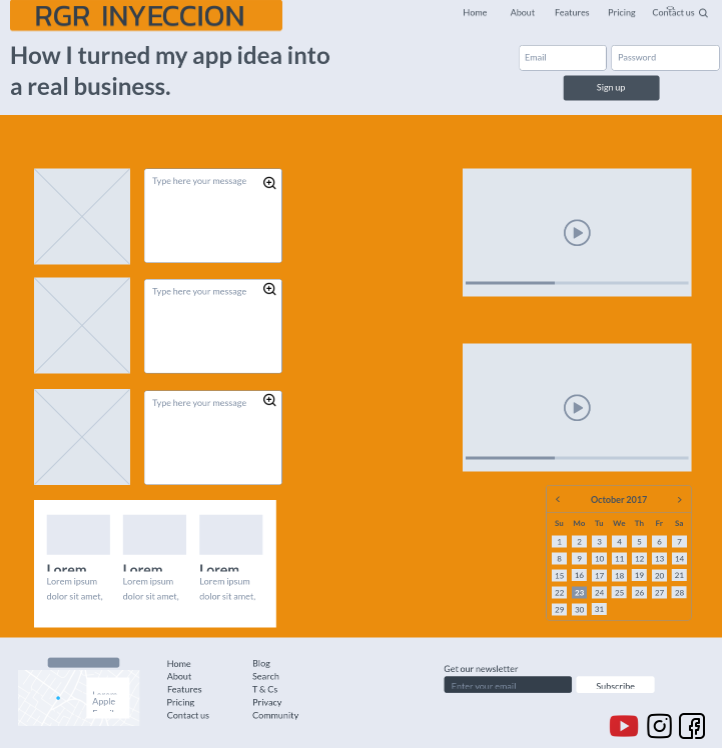 RGR INYECCION
Home About Features Pricing Contact us
How I turned my app idea into
a real business.
Email Password
Sign up
Type here your message
Type here your message
Type here your message
Lorem Lorem Lorem
Lorem ipsum Lorem ipsum Lorem ipsum
dolor sit amet, dolor sit amet, dolor sit amet,
October 2017
Su Mo Tu We Th Fr Sa
1 2 3 4 5 6 7
8 9 10 11 12 13 14
15 16 17 18 19 20 21
22 23 24 25 26 27 28
29 30 31
Apple
Home
About
Features
Pricing
Contact us
Blog
Search
T & Cs
Privacy
Community
Get our newsletter
Enter your email Subscribe